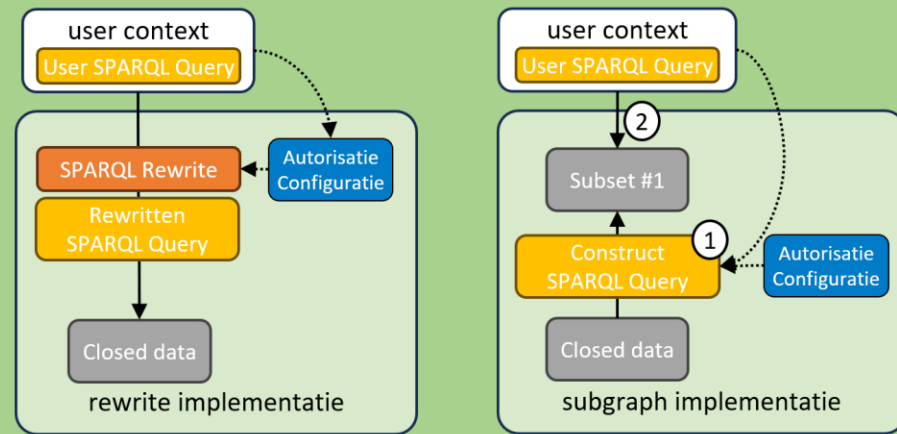 user context
User SPARQL Query
SPARQL Rewrite
Autorisatie
Configuratie
Rewritten
SPARQL Query
Closed data
rewrite implementatie
user context
User SPARQL Query
2
Subset #1
1
Construct
SPARQL Query
Autorisatie
Configuratie
Closed data
subgraph implementatie